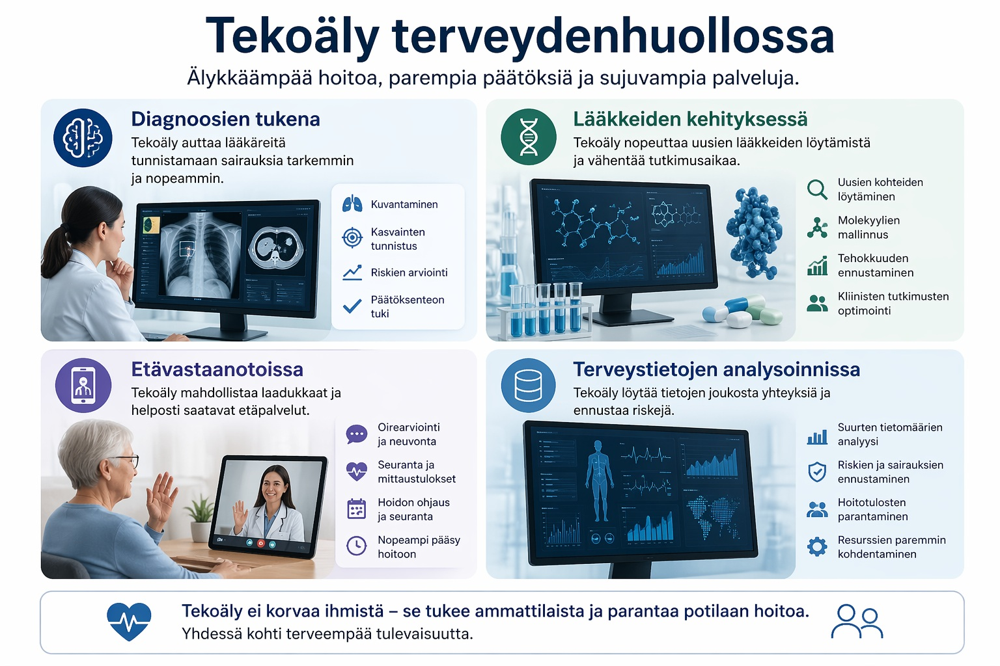 Tekoäly terveydenhuollossa
Älykkäämpää hoitoa, parempia päätöksiä ja sujuvampia palveluja.
Diagnoosien tukena
Tekoäly auttaa lääkäreitä
tunnistamaan sairauksia tarkemmin
ja nopeammin.
Kuvantaminen
Kasvainten
tunnistus
Riskien arviointi
Päätöksenteon
tuki
Lääkkeiden kehityksessä
Tekoäly nopeuttaa uusien lääkkeiden löytämistä
ja vähentää tutkimusaikaa.
Uusien kohteiden
löytäminen
Molekyylien
mallinnus
Tehokkuuden
ennustaminen
Kliinisten tutkimusten
optimointi
Etävastaanotoissa
Tekoäly mahdollistaa laadukkaat ja
helposti saatavat etäpalvelut.
Oirearviointi
ja neuvonta
Seuranta ja
mittaustulokset
Hoidon ohjaus
ja seuranta
Nopeampi pääsy
hoitoon
Terveystietojen analysoinnissa
Tekoäly löytää tietojen joukosta yhteyksiä ja
ennustaa riskejä.
Suurten tietomäärien
analyysi
Riskien ja sairauksien
ennustaminen
Hoitotulosten
parantaminen
Resurssien paremmin
kohdentaminen
Tekoäly ei korvaa ihmistä – se tukee ammattilaista ja parantaa potilaan hoitoa.
Yhdessä kohti terveempää tulevaisuutta.